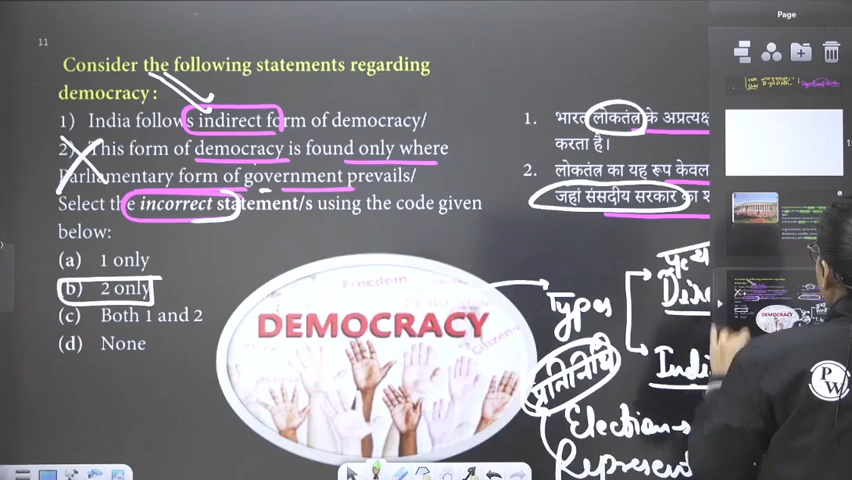 Page
11
Consider the following statements regarding
democracy :
1) India follows indirect form of democracy/
2) This form of democracy is found only where
Parliamentary form of government prevails/
Select the incorrect statement/s using the code given
below:
(a) 1 only
(b) 2 only
(c) Both 1 and 2
(d) None
1. भारत लोकतंत्र के अप्रत्यक्ष
करता है।
2. लोकतंत्र का यह रूप केवल
जहां संसदीय सरकार का
Freedom
DEMOCRACY
Citizen
Types
प्रतिनिधि
Elections
Represent
PW
DEMOCRACY